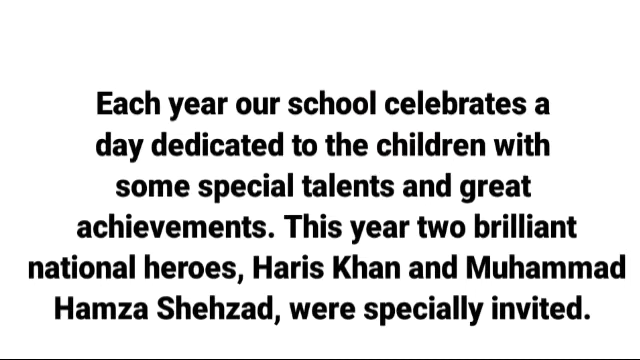 Each year our school celebrates a
day dedicated to the children with
some special talents and great
achievements. This year two brilliant
national heroes, Haris Khan and Muhammad
Hamza Shehzad, were specially invited.